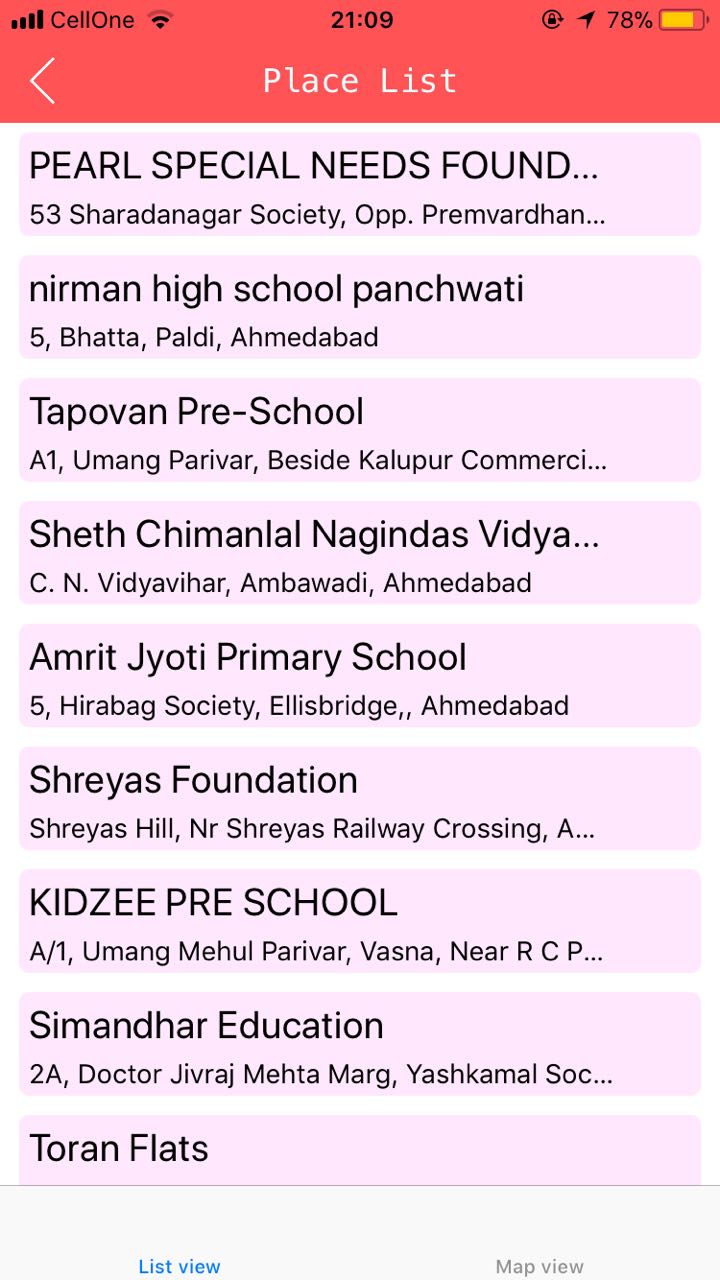 CellOne 21:09 78%
Place List
PEARL SPECIAL NEEDS FOUND...
53 Sharadanagar Society, Opp. Premvardhan...
nirman high school panchwati
5, Bhatta, Paldi, Ahmedabad
Tapovan Pre-School
A1, Umang Parivar, Beside Kalupur Commerci...
Sheth Chimanlal Nagindas Vidya...
C. N. Vidyavihar, Ambawadi, Ahmedabad
Amrit Jyoti Primary School
5, Hirabag Society, Ellisbridge,, Ahmedabad
Shreyas Foundation
Shreyas Hill, Nr Shreyas Railway Crossing, A...
KIDZEE PRE SCHOOL
A/1, Umang Mehul Parivar, Vasna, Near R C P...
Simandhar Education
2A, Doctor Jivraj Mehta Marg, Yashkamal Soc...
Toran Flats
List view Map view